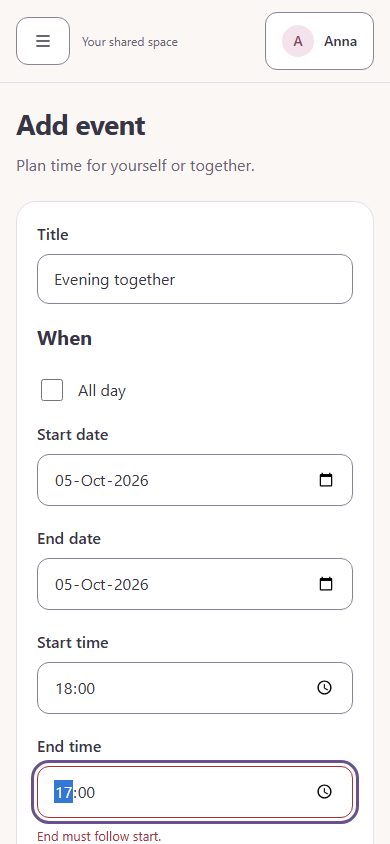 Your shared space
A Anna
Add event
Plan time for yourself or together.
Title
Evening together
When
All day
Start date
05-Oct-2026
End date
05-Oct-2026
Start time
18:00
End time
17:00
End must follow start.